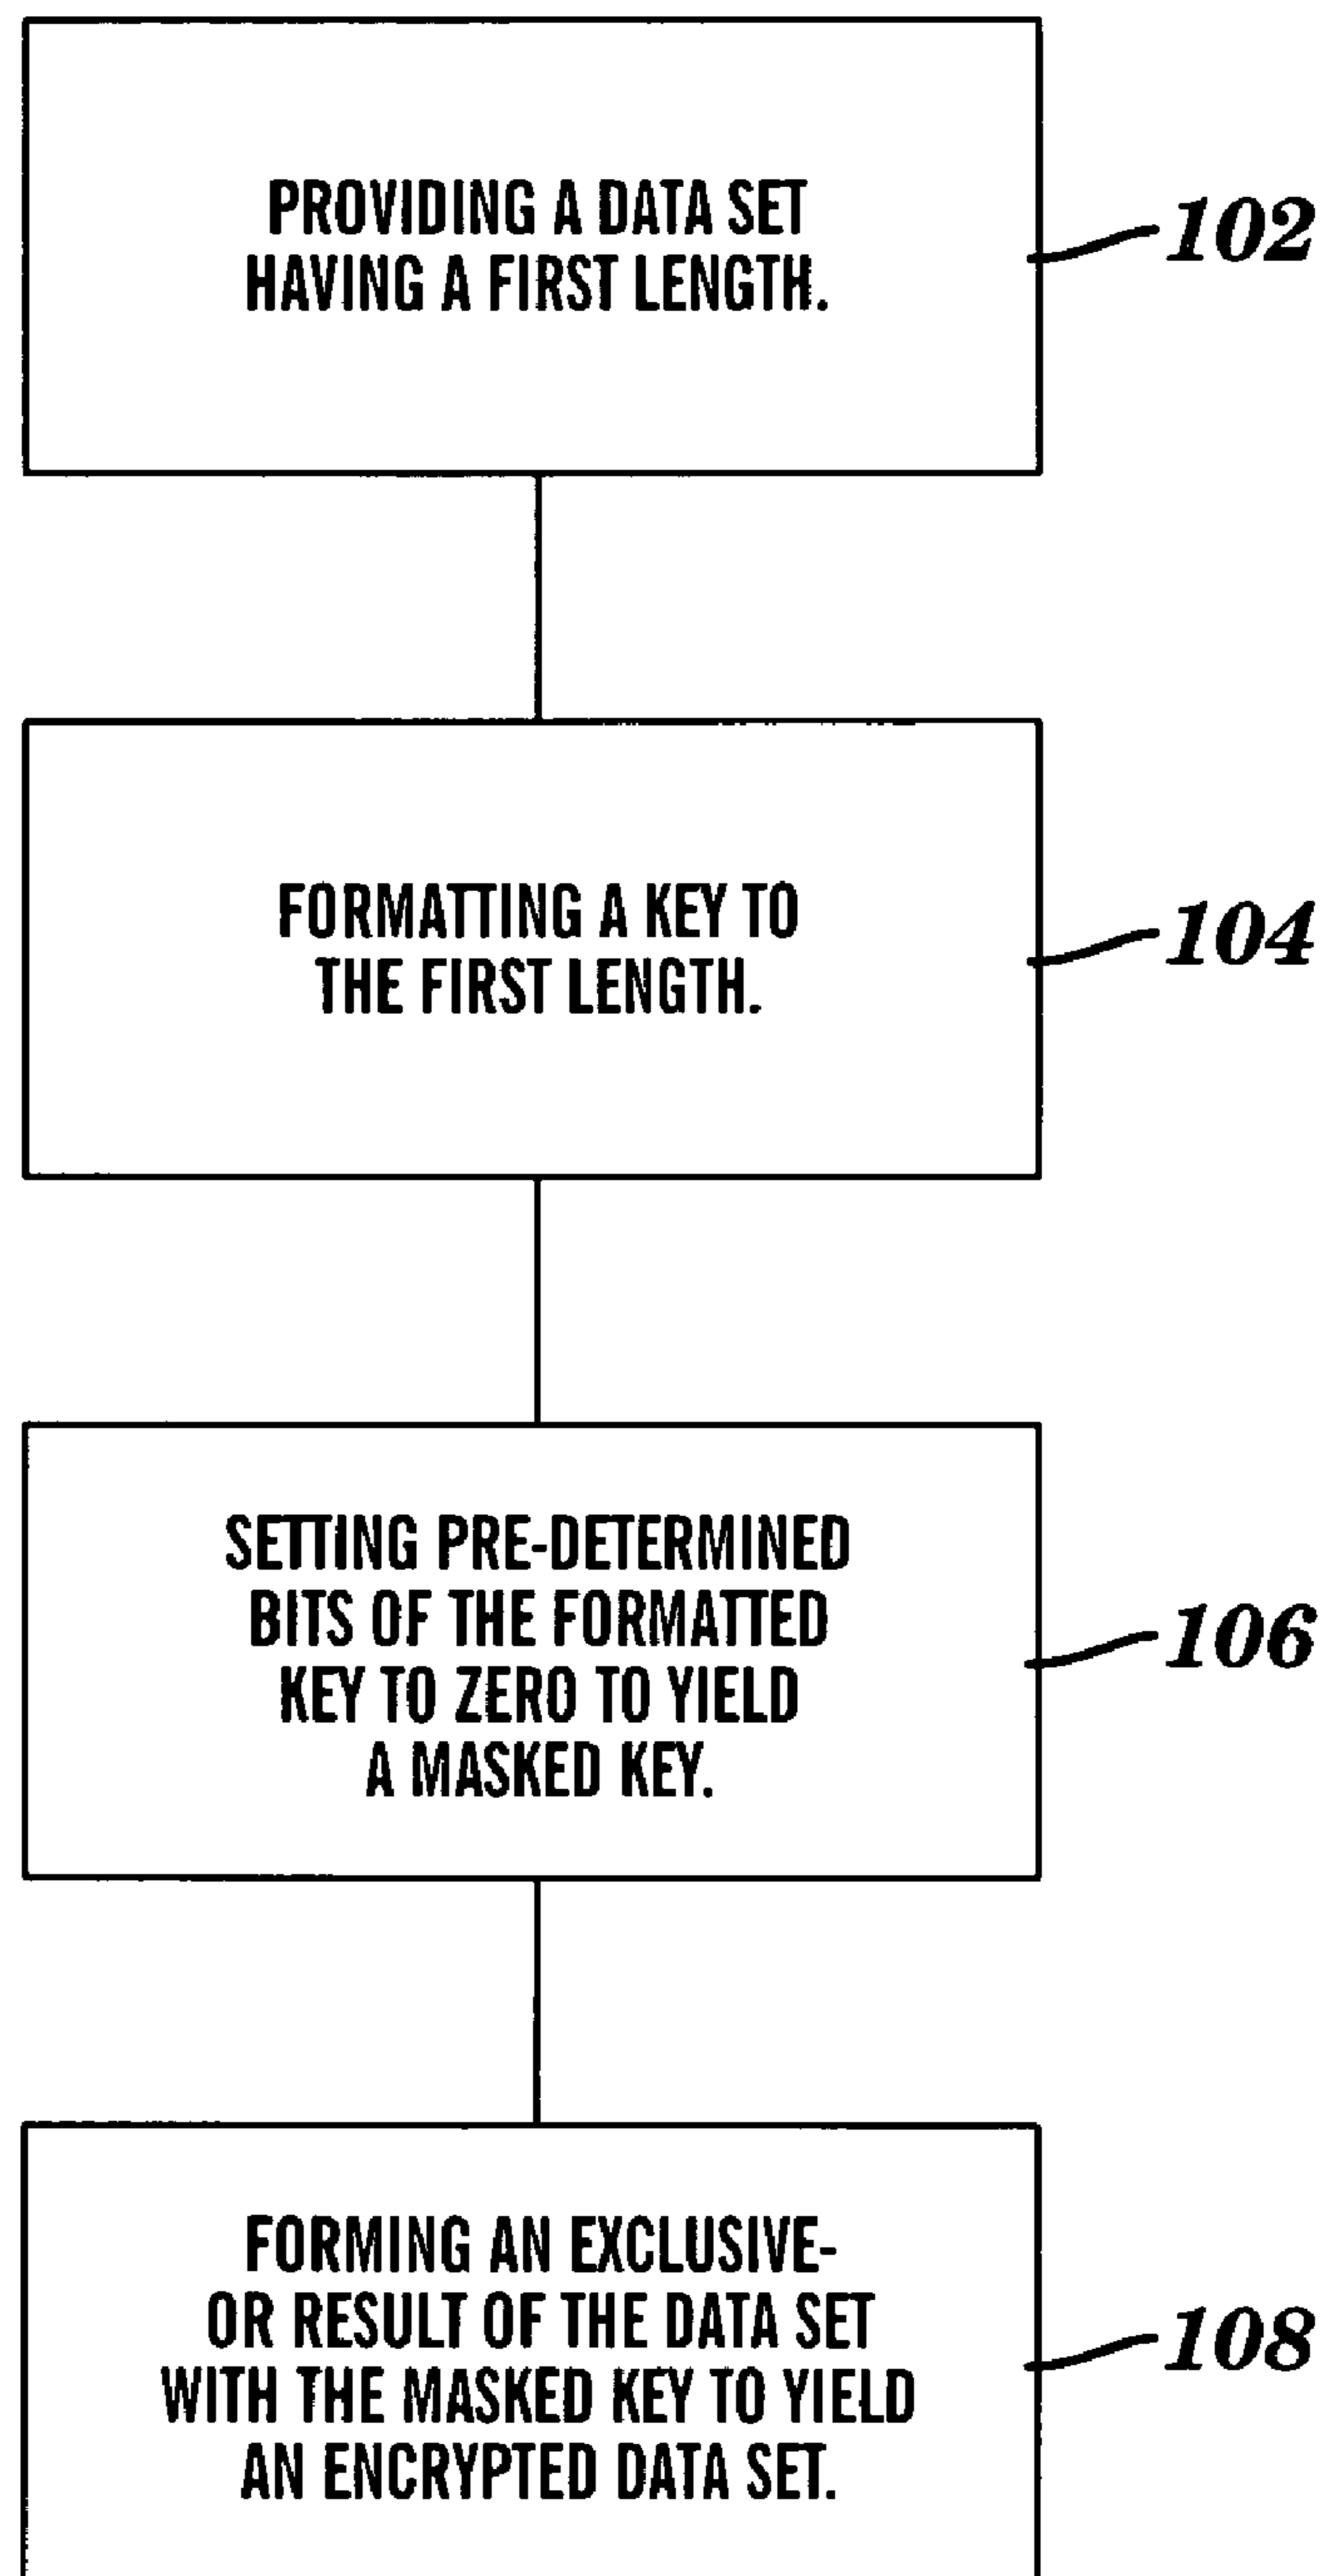 PROVIDING A DATA SET
HAVING A FIRST LENGTH.
102
FORMATTING A KEY TO
THE FIRST LENGTH.
104
SETTING PRE-DETERMINED
BITS OF THE FORMATTED
KEY TO ZERO TO YIELD
A MASKED KEY.
106
FORMING AN EXCLUSIVE-
OR RESULT OF THE DATA SET
WITH THE MASKED KEY TO YIELD
AN ENCRYPTED DATA SET.
108